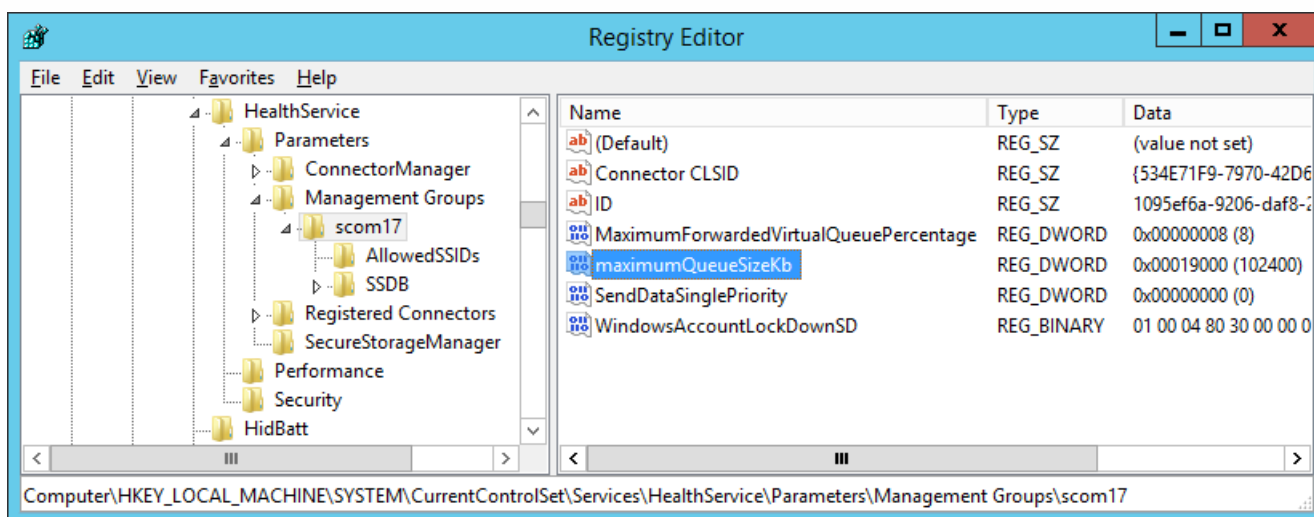 Registry Editor
File Edit View Favorites Help
HealthService
Parameters
ConnectorManager
Management Groups
scom17
AllowedSSIDs
SSDB
Registered Connectors
SecureStorageManager
Performance
Security
HidBatt
Name Type Data
(Default) REG_SZ (value not set)
Connector CLSID REG_SZ {534E71F9-7970-42D6
ID REG_SZ 1095ef6a-9206-daf8-
MaximumForwardedVirtualQueuePercentage REG_DWORD 0x00000008 (8)
maximumQueueSizeKb REG_DWORD 0x00019000 (102400)
SendDataSinglePriority REG_DWORD 0x00000000 (0)
WindowsAccountLockDownSD REG_BINARY 01 00 04 80 30 00 00 0
Computer\HKEY_LOCAL_MACHINE\SYSTEM\CurrentControlSet\Services\HealthService\Parameters\Management Groups\scom17